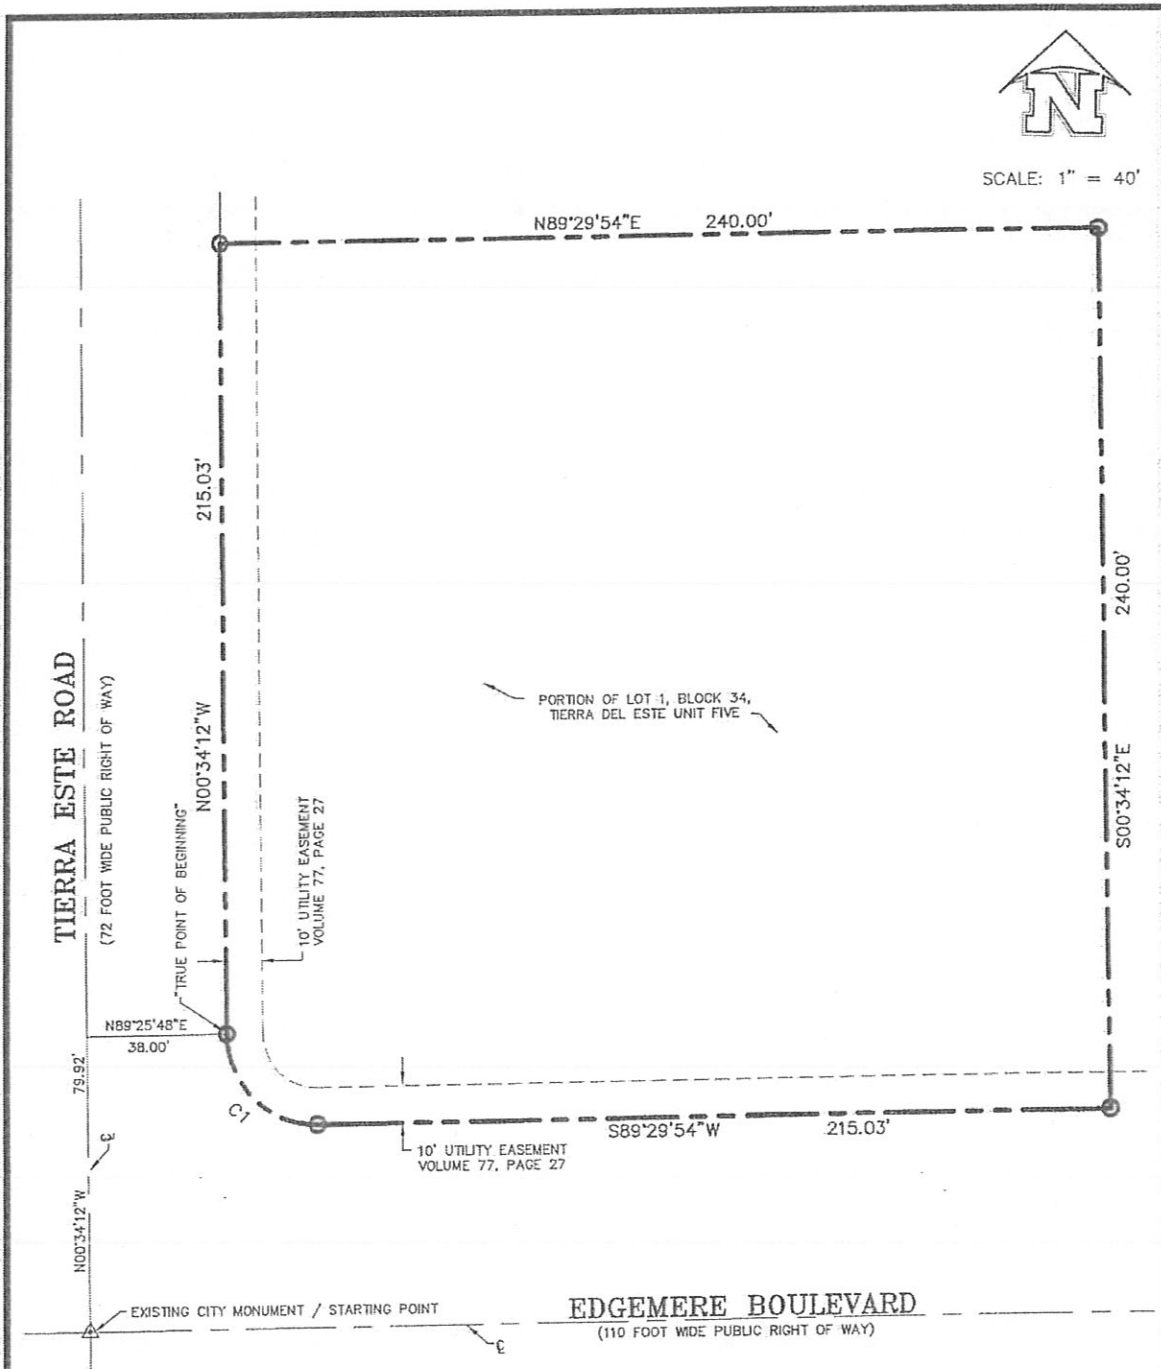 N
SCALE: 1" = 40'
N89°29'54"E 240.00'
215.03'
N00°34'12"W
240.00'
S00°34'12"E
PORTION OF LOT 1, BLOCK 34,
TIERRA DEL ESTE UNIT FIVE
TIERRA ESTE ROAD
(72 FOOT WIDE PUBLIC RIGHT OF WAY)
"TRUE POINT OF BEGINNING"
10' UTILITY EASEMENT
VOLUME 77, PAGE 27
N89°25'48"E
38.00'
79.92'
N00°34'12"W
C1
S89°29'54"W 215.03'
10' UTILITY EASEMENT
VOLUME 77, PAGE 27
℄
EXISTING CITY MONUMENT / STARTING POINT
EDGEMERE BOULEVARD
(110 FOOT WIDE PUBLIC RIGHT OF WAY)
℄